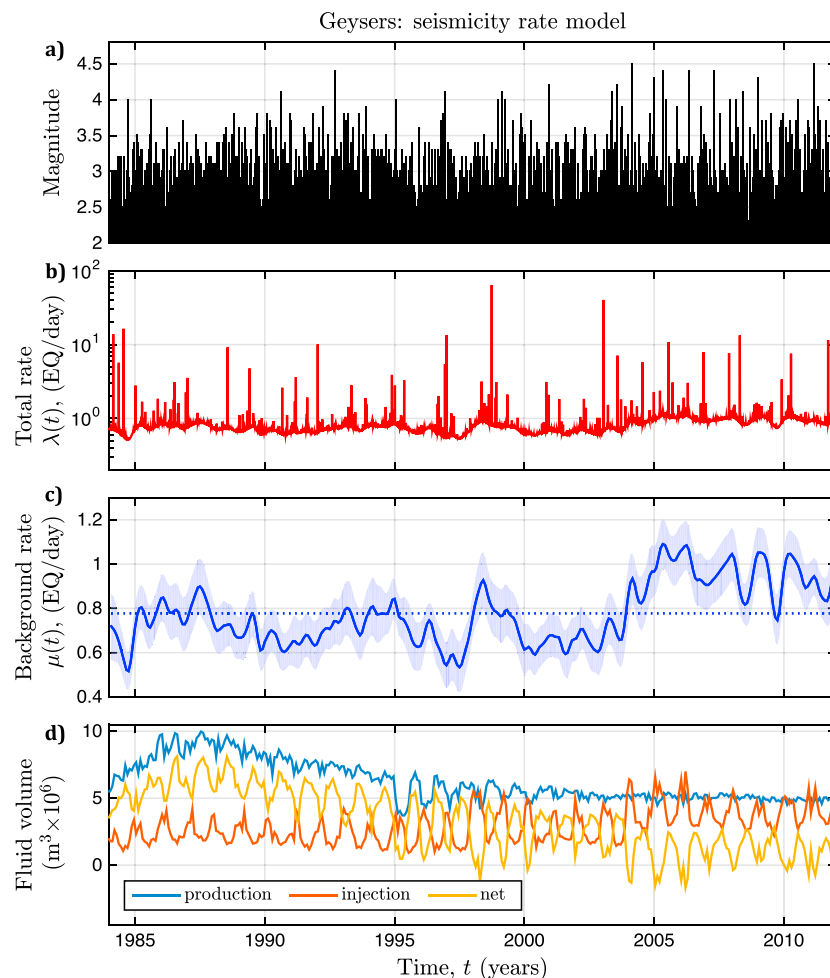 Geysers: seismicity rate model
a)
Magnitude
4.5
4
3.5
3
2.5
2
b)
Total rate
λ(t), (EQ/day)
10²
10¹
10⁰
c)
Background rate
μ(t), (EQ/day)
1.2
1
0.8
0.6
0.4
d)
Fluid volume
(m³×10⁶)
10
5
0
production injection net
1985 1990 1995 2000 2005 2010
Time, t (years)